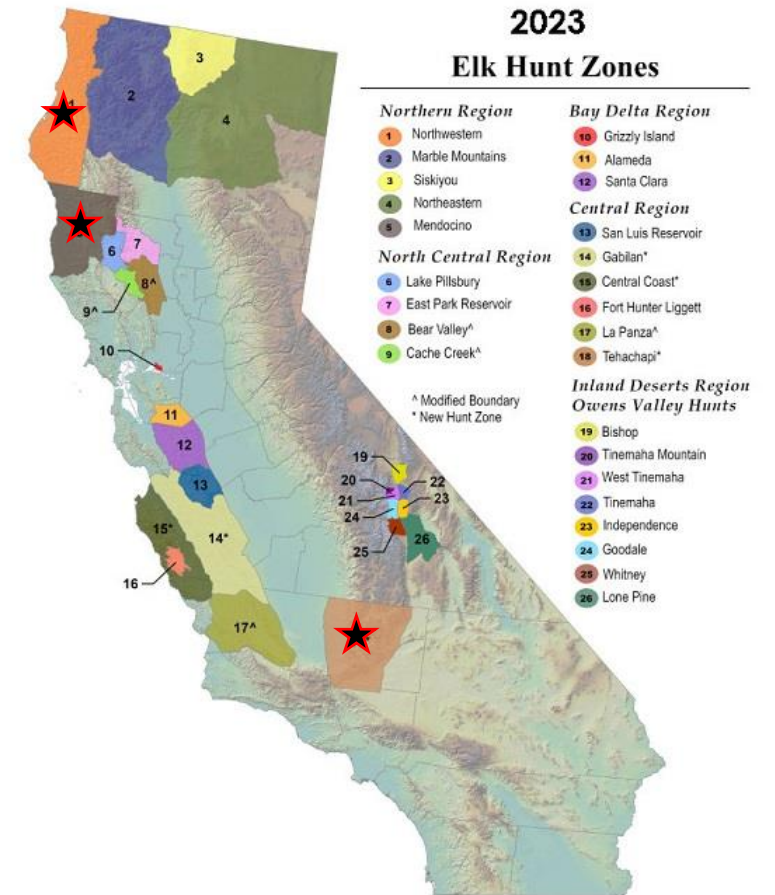 2023
Elk Hunt Zones
Northern Region
1 Northwestern
2 Marble Mountains
3 Siskiyou
4 Northeastern
5 Mendocino
North Central Region
6 Lake Pillsbury
7 East Park Reservoir
8 Bear Valley^
9 Cache Creek^
^ Modified Boundary
* New Hunt Zone
Bay Delta Region
10 Grizzly Island
11 Alameda
12 Santa Clara
Central Region
13 San Luis Reservoir
14 Gabilan*
15 Central Coast*
16 Fort Hunter Liggett
17 La Panza^
18 Tehachapi*
Inland Deserts Region
Owens Valley Hunts
19 Bishop
20 Tinemaha Mountain
21 West Tinemaha
22 Tinemaha
23 Independence
24 Goodale
25 Whitney
26 Lone Pine
1
2
3
4
6
7
8^
9^
10
11
12
13
14*
15*
16
17^
19
20
21
22
23
24
25
26